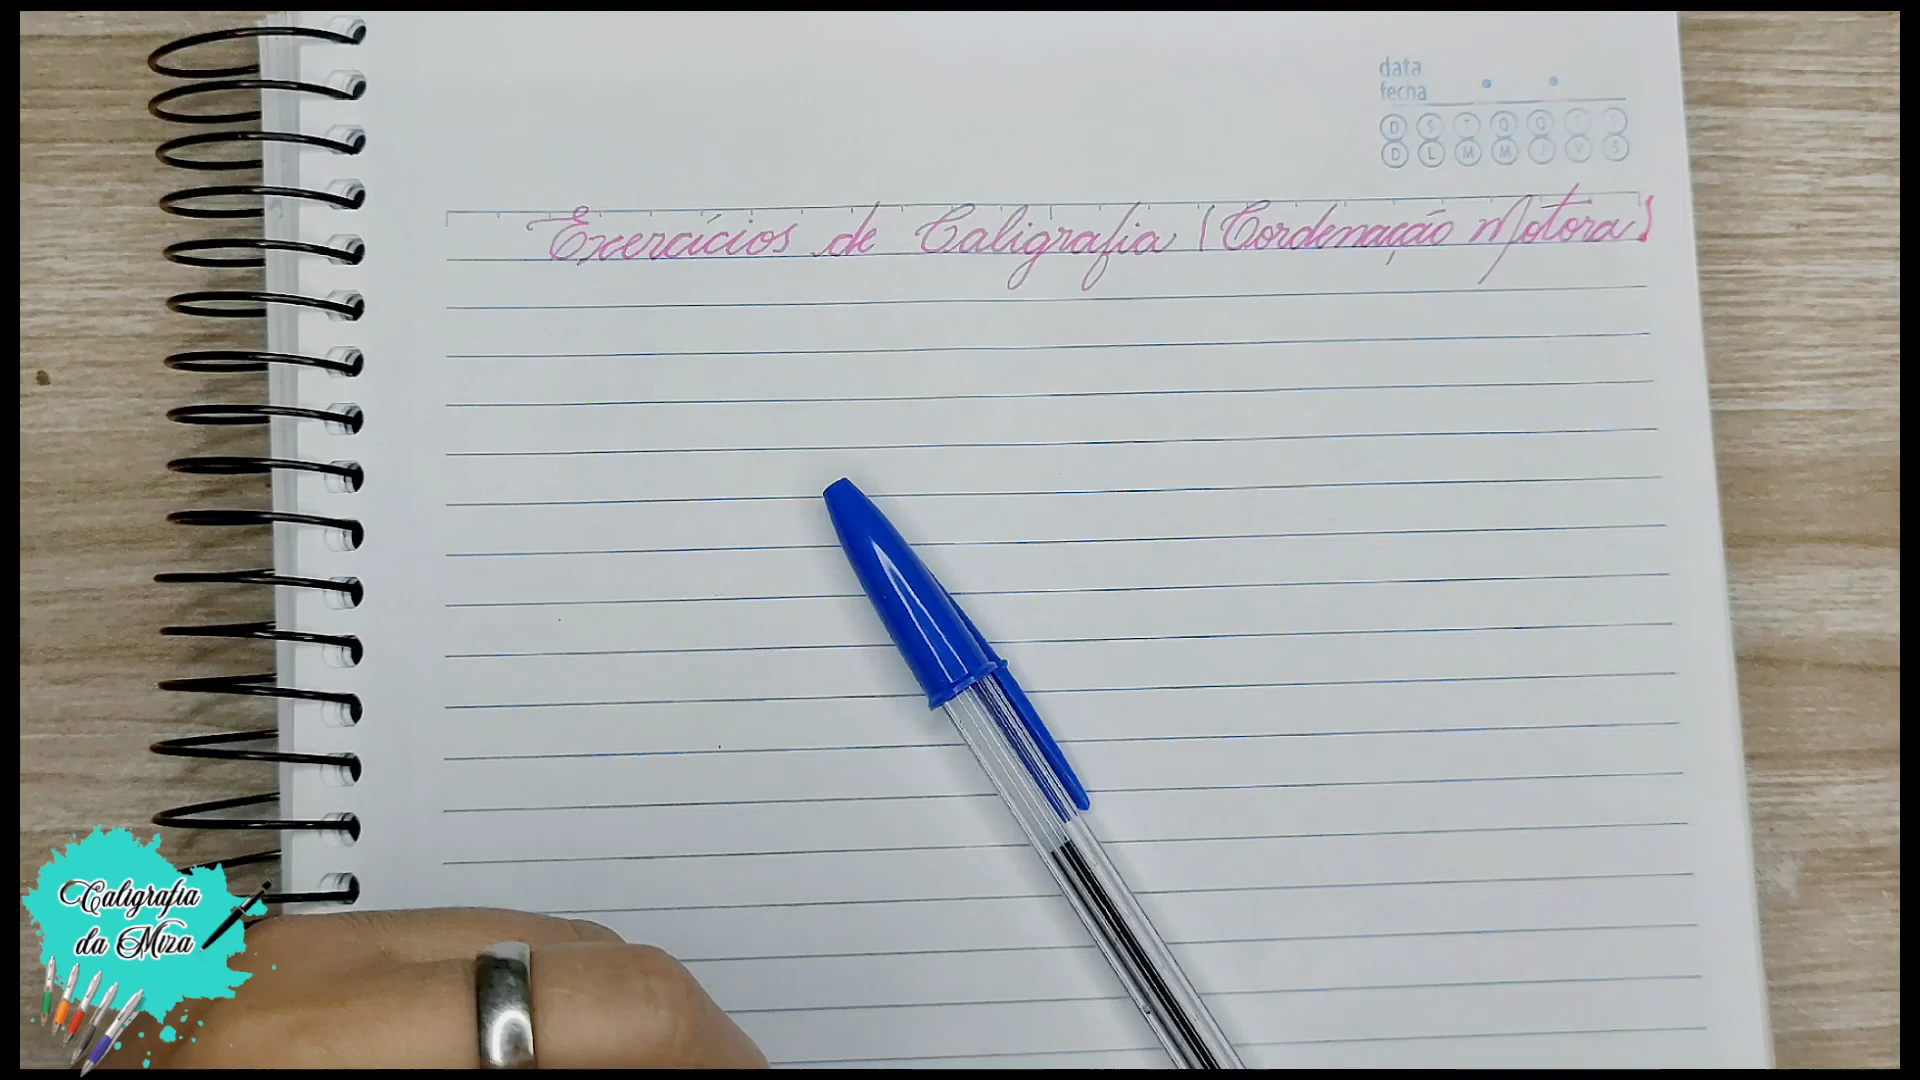 data
fecha
D S T Q Q S S
D L M M J V S
Exercícios de Caligrafia (Cordenação Motora)
Caligrafia
da Miza